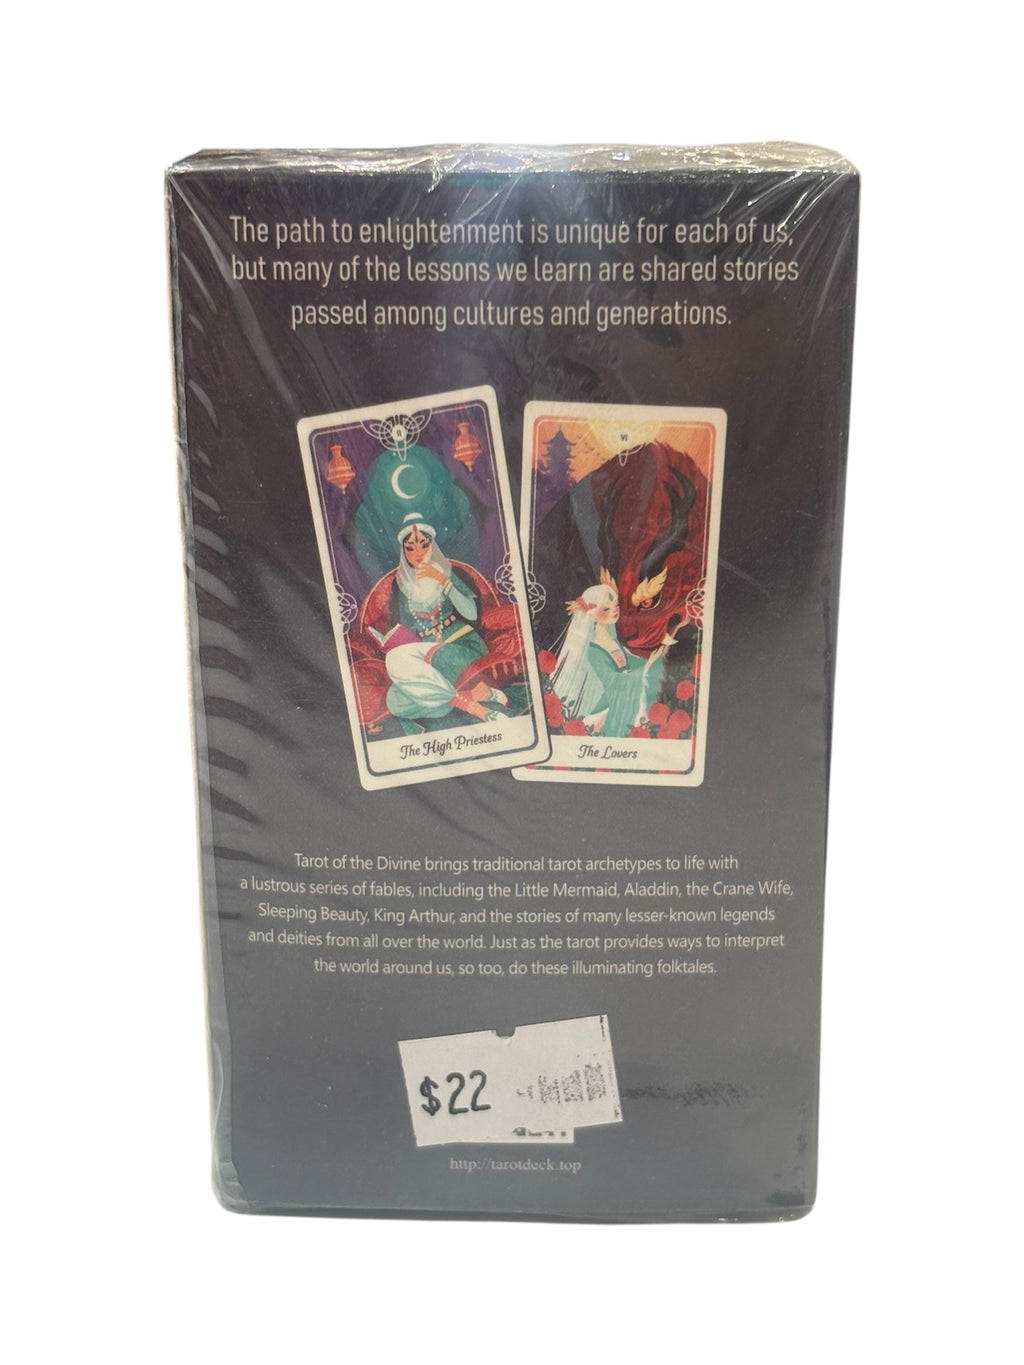 The path to enlightenment is unique for each of us,
but many of the lessons we learn are shared stories
passed among cultures and generations.
II
VI
The High Priestess
The Lovers
Tarot of the Divine brings traditional tarot archetypes to life with
a lustrous series of fables, including the Little Mermaid, Aladdin, the Crane Wife,
Sleeping Beauty, King Arthur, and the stories of many lesser-known legends
and deities from all over the world. Just as the tarot provides ways to interpret
the world around us, so too, do these illuminating folktales.
$22
http://tarotdeck.top